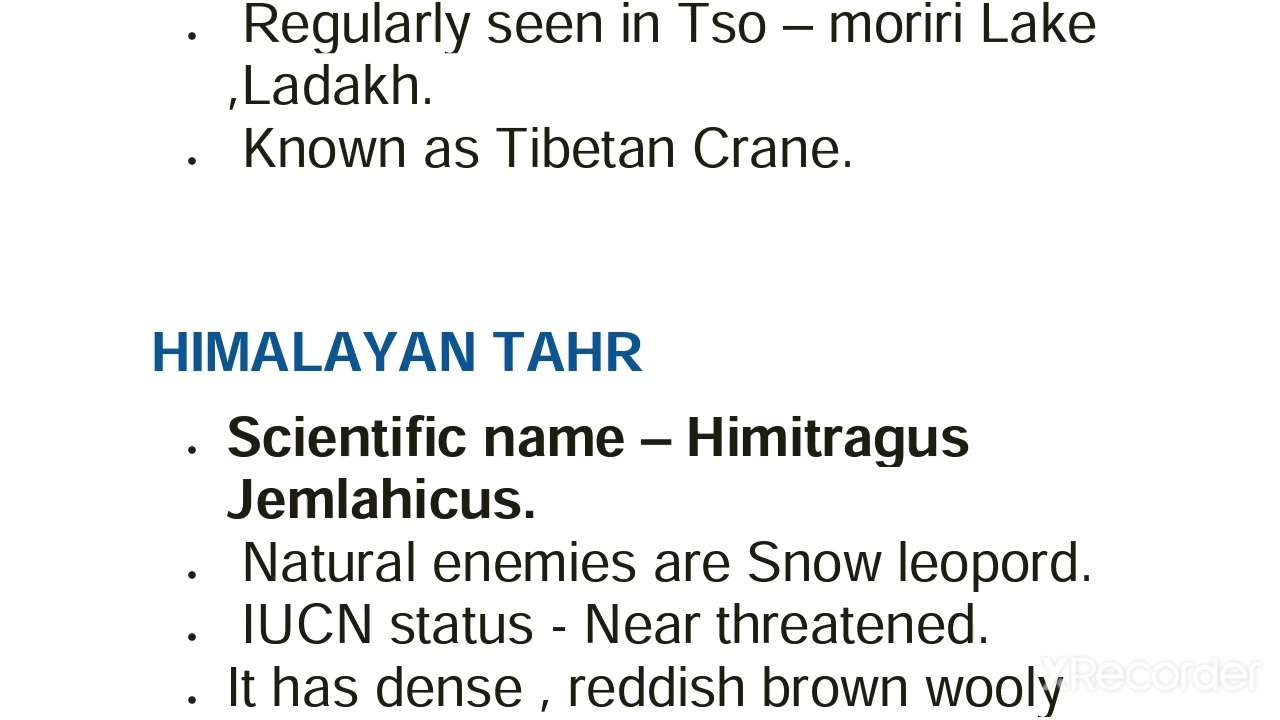 • Regularly seen in Tso – moriri Lake
,Ladakh.
• Known as Tibetan Crane.
HIMALAYAN TAHR
• Scientific name – Himitragus
Jemlahicus.
• Natural enemies are Snow leopord.
• IUCN status - Near threatened.
• It has dense , reddish brown wooly
XRecorder